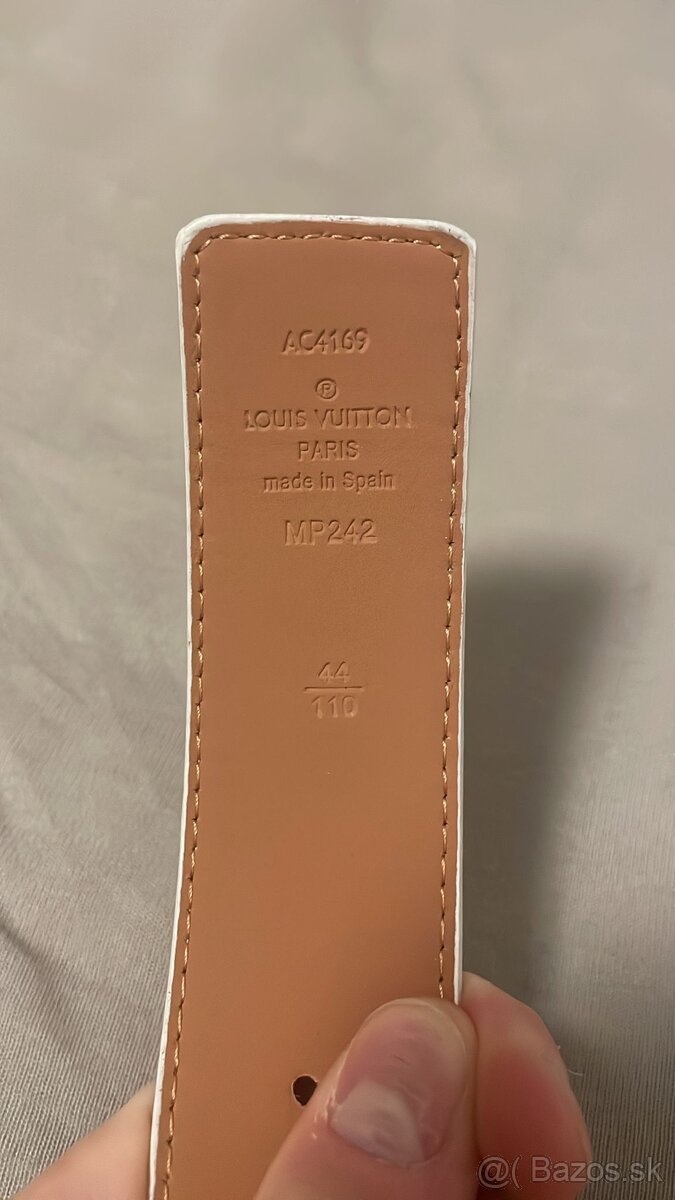 AC4169
®
LOUIS VUITTON
PARIS
made in Spain
MP242
44
110
@( Bazos.sk